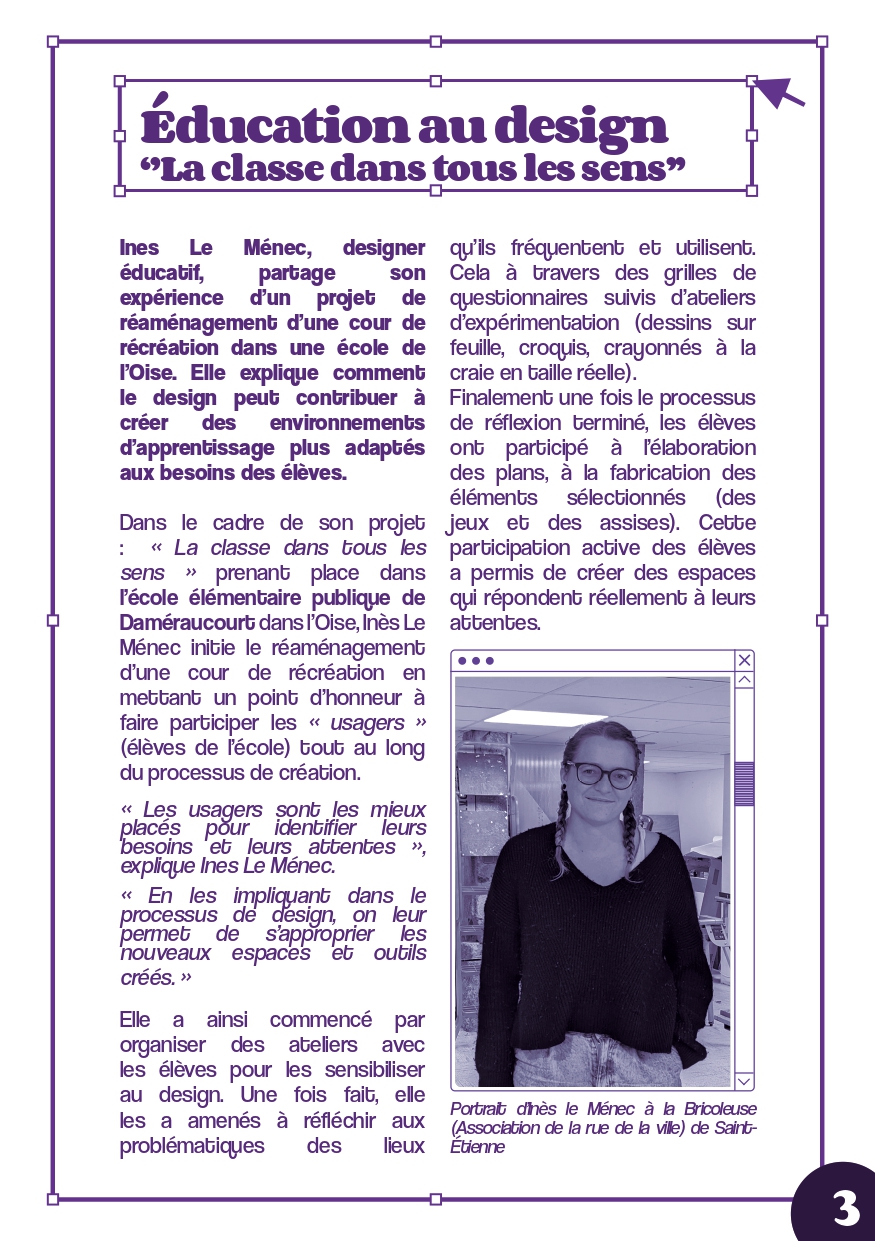 Éducation au design
“La classe dans tous les sens”
Ines Le Ménec, designer
éducatif, partage son
expérience d’un projet de
réaménagement d’une cour de
récréation dans une école de
l’Oise. Elle explique comment
le design peut contribuer à
créer des environnements
d’apprentissage plus adaptés
aux besoins des élèves.
Dans le cadre de son projet
: « La classe dans tous les
sens » prenant place dans
l’école élémentaire publique de
Daméraucourt dans l’Oise, Inès Le
Ménec initie le réaménagement
d’une cour de récréation en
mettant un point d’honneur à
faire participer les « usagers »
(élèves de l’école) tout au long
du processus de création.
« Les usagers sont les mieux
placés pour identifier leurs
besoins et leurs attentes »,
explique Ines Le Ménec.
« En les impliquant dans le
processus de design, on leur
permet de s’approprier les
nouveaux espaces et outils
créés. »
Elle a ainsi commencé par
organiser des ateliers avec
les élèves pour les sensibiliser
au design. Une fois fait, elle
les a amenés à réfléchir aux
problématiques des lieux
qu’ils fréquentent et utilisent.
Cela à travers des grilles de
questionnaires suivis d’ateliers
d’expérimentation (dessins sur
feuille, croquis, crayonnés à la
craie en taille réelle).
Finalement une fois le processus
de réflexion terminé, les élèves
ont participé à l’élaboration
des plans, à la fabrication des
éléments sélectionnés (des
jeux et des assises). Cette
participation active des élèves
a permis de créer des espaces
qui répondent réellement à leurs
attentes.
Portrait d’Inès le Ménec à la Bricoleuse
(Association de la rue de la ville) de Saint-
Étienne
3